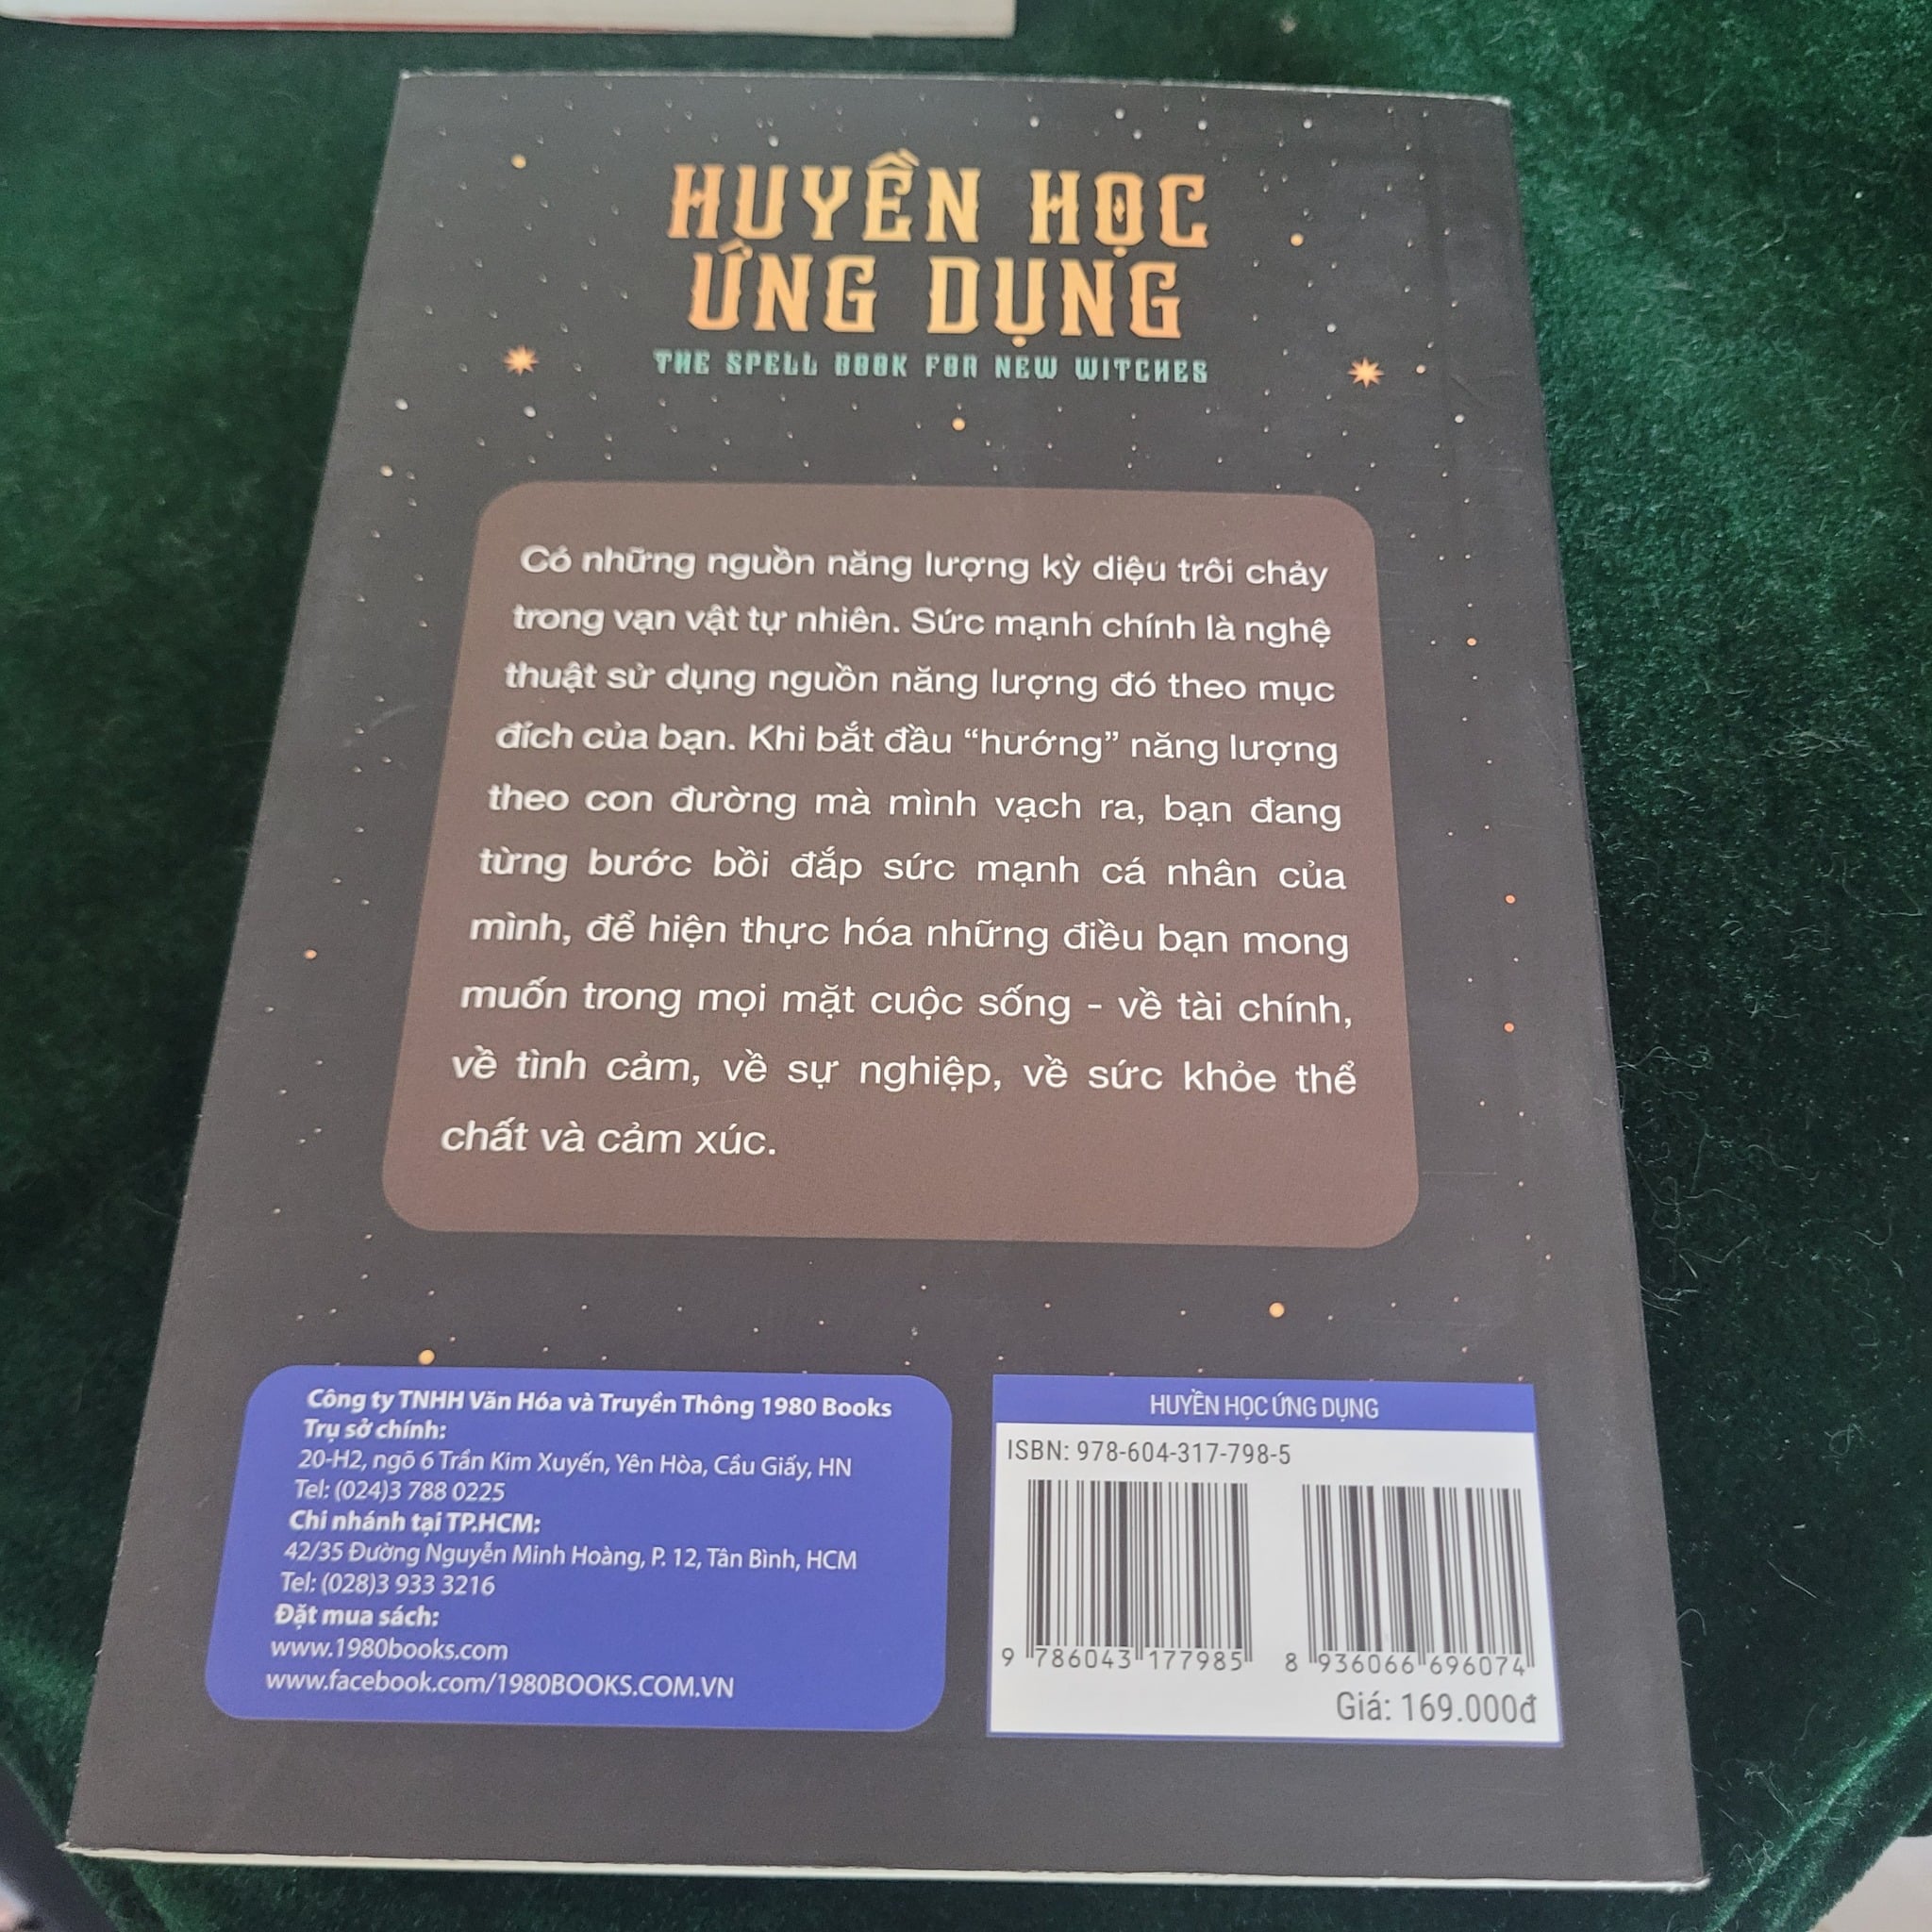 HUYỀN HỌC
ỨNG DỤNG
THE SPELL BOOK FOR NEW WITCHES
Có những nguồn năng lượng kỳ diệu trôi chảy
trong vạn vật tự nhiên. Sức mạnh chính là nghệ
thuật sử dụng nguồn năng lượng đó theo mục
đích của bạn. Khi bắt đầu “hướng” năng lượng
theo con đường mà mình vạch ra, bạn đang
từng bước bồi đắp sức mạnh cá nhân của
mình, để hiện thực hóa những điều bạn mong
muốn trong mọi mặt cuộc sống - về tài chính,
về tình cảm, về sự nghiệp, về sức khỏe thể
chất và cảm xúc.
Công ty TNHH Văn Hóa và Truyền Thông 1980 Books
Trụ sở chính:
20-H2, ngõ 6 Trần Kim Xuyến, Yên Hòa, Cầu Giấy, HN
Tel: (024)3 788 0225
Chi nhánh tại TP.HCM:
42/35 Đường Nguyễn Minh Hoàng, P. 12, Tân Bình, HCM
Tel: (028)3 933 3216
Đặt mua sách:
www.1980books.com
www.facebook.com/1980BOOKS.COM.VN
HUYỀN HỌC ỨNG DỤNG
ISBN: 978-604-317-798-5
9 786043 177985
8 936066 696074
Giá: 169.000đ